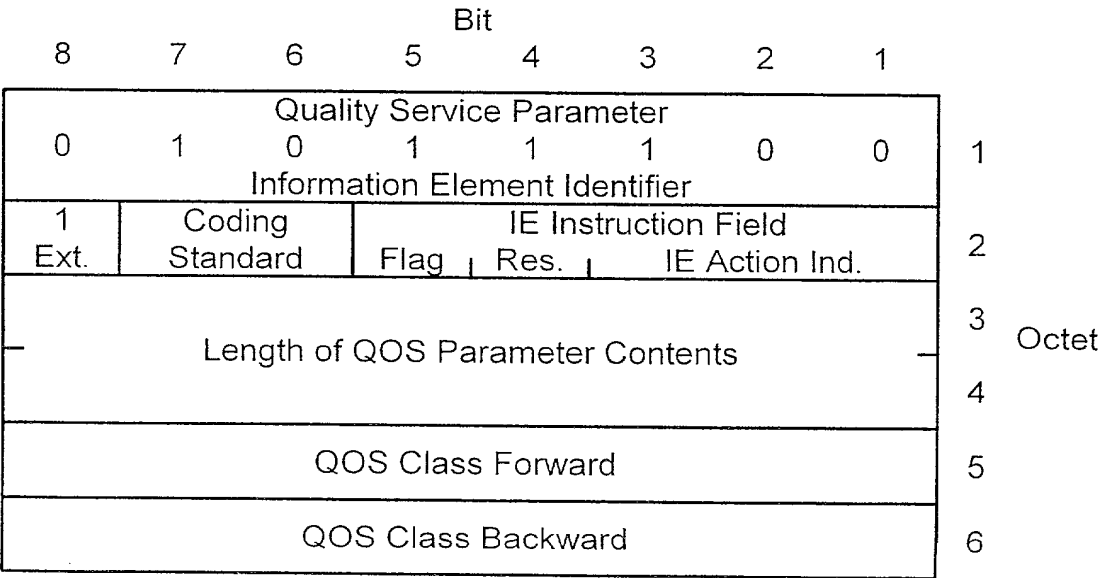 Bit
8 7 6 5 4 3 2 1
Quality Service Parameter
0 1 0 1 1 1 0 0 1
Information Element Identifier
1 Coding IE Instruction Field
2
Ext. Standard Flag Res. IE Action Ind.
3
Octet
Length of QOS Parameter Contents
4
QOS Class Forward 5
QOS Class Backward 6